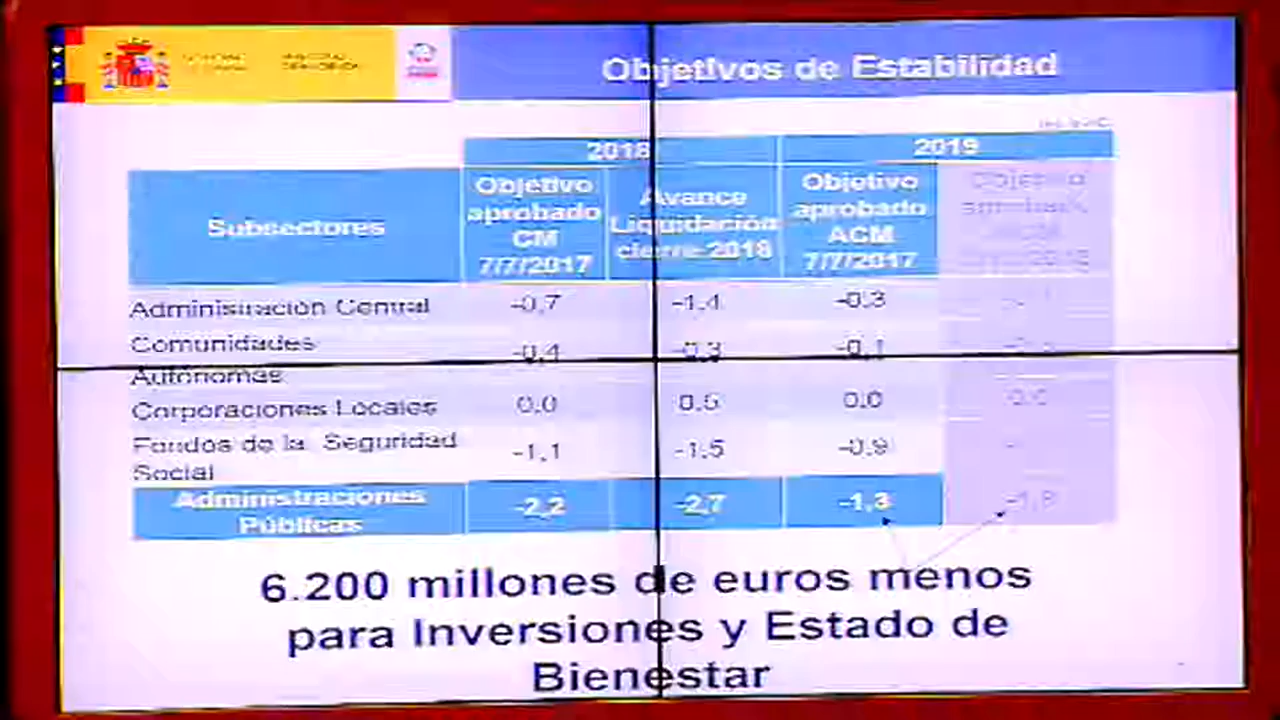 Objetivos de Estabilidad
2018 2019
Subsectores
Objetivo aprobado CM 7/7/2017
Avance Liquidación cierre 2018
Objetivo aprobado ACM 7/7/2017
Objetivo
Administración Central -0,7 -1,4 -0,3
Comunidades
Autónomas -0,4 -0,3 -0,1
Corporaciones Locales 0,0 0,5 0,0 0,0
Fondos de la Seguridad
Social -1,1 -1,5 -0,9
Administraciones
Públicas -2,2 -2,7 -1,3 -1,8
6.200 millones de euros menos
para Inversiones y Estado de
Bienestar